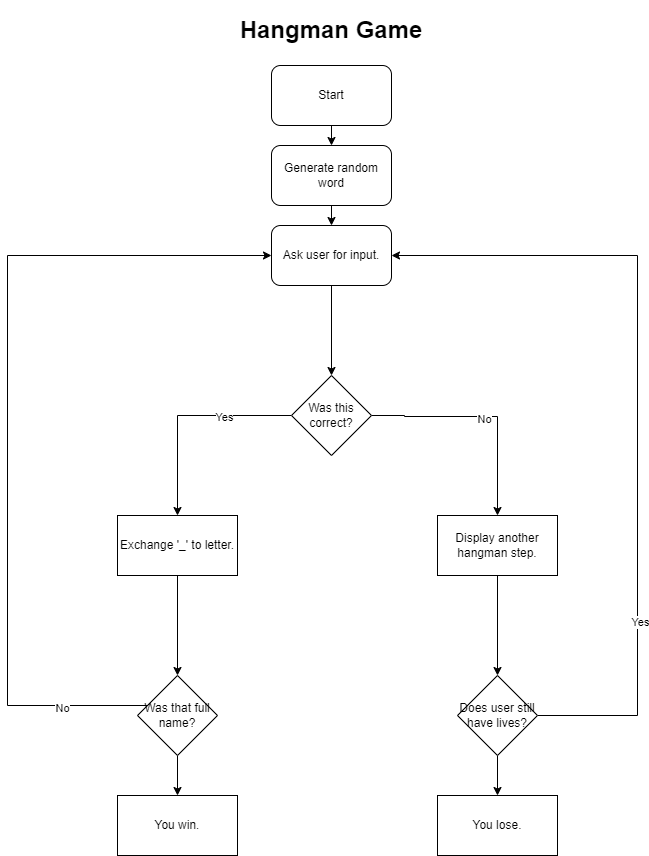 Hangman Game
Start
Generate random
word
Ask user for input.
Was this
correct?
Yes
No
Exchange '_' to letter.
Display another
hangman step.
Yes
Was that full
name?
No
Does user still
have lives?
You win.
You lose.